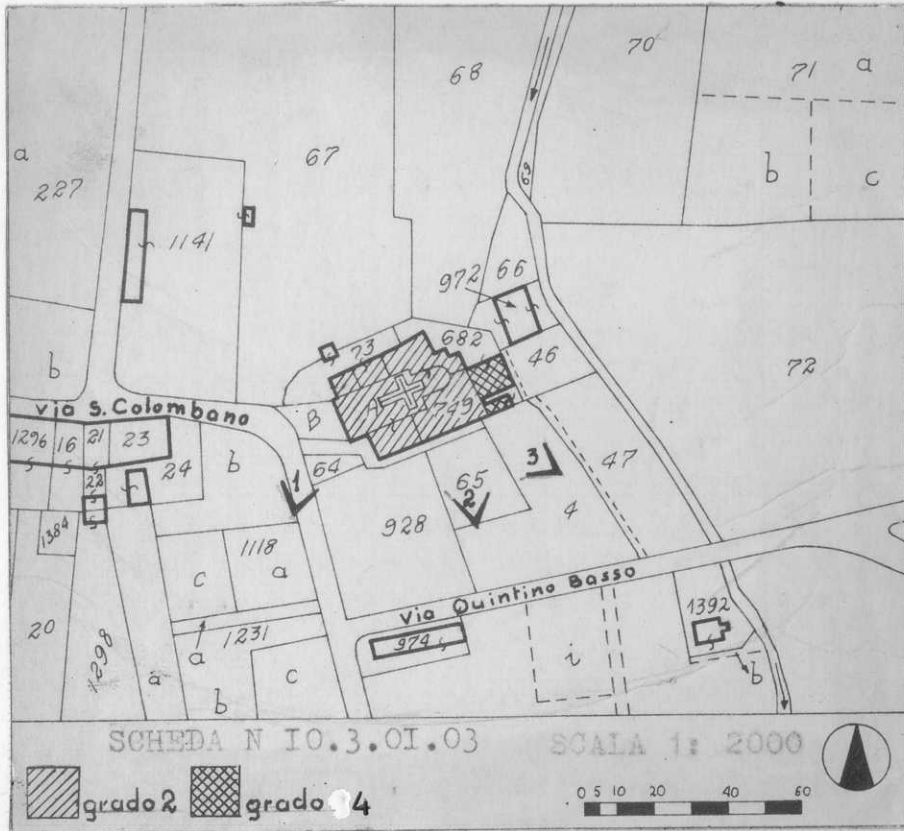 68
70
71
a
67
a
227
69
b
c
1141
972
66
73
682
46
72
b
A
749
B
via S. Colombano
1296
16
21
23
24
22
b
64
1
65
2
3
47
4
928
1384
1118
c
a
20
1298
via Quintino Basso
1231
a
a
b
c
974
i
1392
b
SCHEDA N IO.3.OI.03
SCALA 1: 2000
grado 2
grado 4
0 5 10 20 40 60